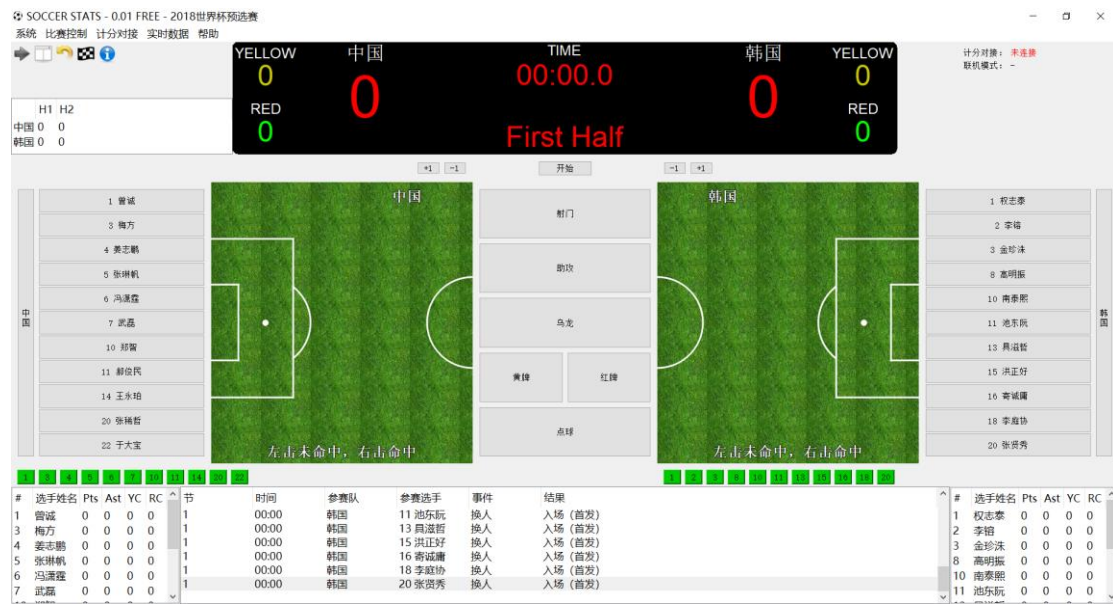 SOCCER STATS - 0.01 FREE - 2018世界杯预选赛
系统 比赛控制 计分对接 实时数据 帮助
YELLOW 中国 TIME 韩国 YELLOW
0 00:00.0 0
0 0
RED RED
0 First Half 0
计分对接： 未连接
联机模式： -
H1 H2
中国 0 0
韩国 0 0
+1 -1 开始 -1 +1
中国
1 曾诚
3 梅方
4 姜志鹏
5 张琳帆
6 冯潇霆
7 武磊
10 郑智
11 郝俊民
14 王永珀
20 张稀哲
22 于大宝
中国
左击未命中，右击命中
射门
助攻
乌龙
黄牌 红牌
点球
韩国
左击未命中，右击命中
1 权志泰
2 李镕
3 金珍洙
8 高明振
10 南泰熙
11 池东阮
13 具滋哲
15 洪正好
16 寄诚庸
18 李庭协
20 张贤秀
韩国
1 3 4 5 6 7 10 11 14 20 22
1 2 3 8 10 11 13 15 16 18 20
# 选手姓名 Pts Ast YC RC
1 曾诚 0 0 0 0
3 梅方 0 0 0 0
4 姜志鹏 0 0 0 0
5 张琳帆 0 0 0 0
6 冯潇霆 0 0 0 0
7 武磊 0 0 0 0
节 时间 参赛队 参赛选手 事件 结果
1 00:00 韩国 11 池东阮 换人 入场（首发）
1 00:00 韩国 13 具滋哲 换人 入场（首发）
1 00:00 韩国 15 洪正好 换人 入场（首发）
1 00:00 韩国 16 寄诚庸 换人 入场（首发）
1 00:00 韩国 18 李庭协 换人 入场（首发）
1 00:00 韩国 20 张贤秀 换人 入场（首发）
# 选手姓名 Pts Ast YC RC
1 权志泰 0 0 0 0
2 李镕 0 0 0 0
3 金珍洙 0 0 0 0
8 高明振 0 0 0 0
10 南泰熙 0 0 0 0
11 池东阮 0 0 0 0